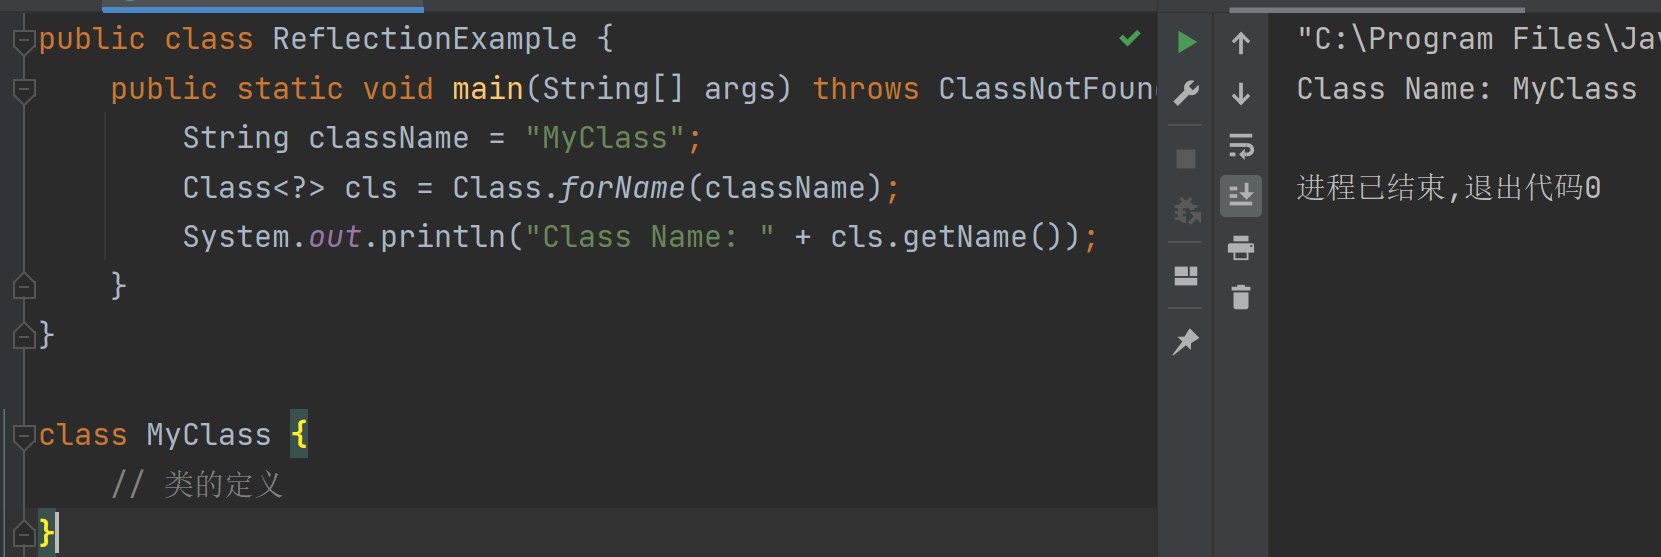 public class ReflectionExample {
    public static void main(String[] args) throws ClassNotFoun
        String className = "MyClass";
        Class<?> cls = Class.forName(className);
        System.out.println("Class Name: " + cls.getName());
    }
}
class MyClass {
    // 类的定义
}
"C:\Program Files\Jav
Class Name: MyClass
进程已结束,退出代码0